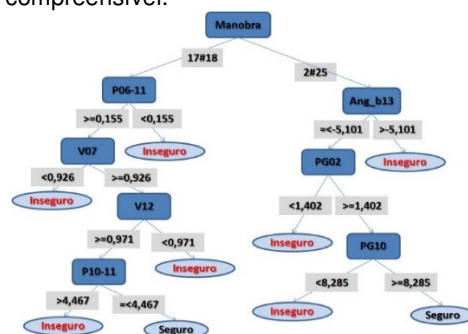 compreensível.
Manobra
17#18
2#25
P06-11
Ang_b13
>=0,155
<0,155
=<-5,101
>-5,101
V07
Inseguro
PG02
Inseguro
<0,926
>=0,926
<1,402
>=1,402
Inseguro
V12
Inseguro
PG10
>=0,971
<0,971
P10-11
Inseguro
<8,285
>=8,285
>4,467
=<4,467
Inseguro
Seguro
Inseguro
Seguro